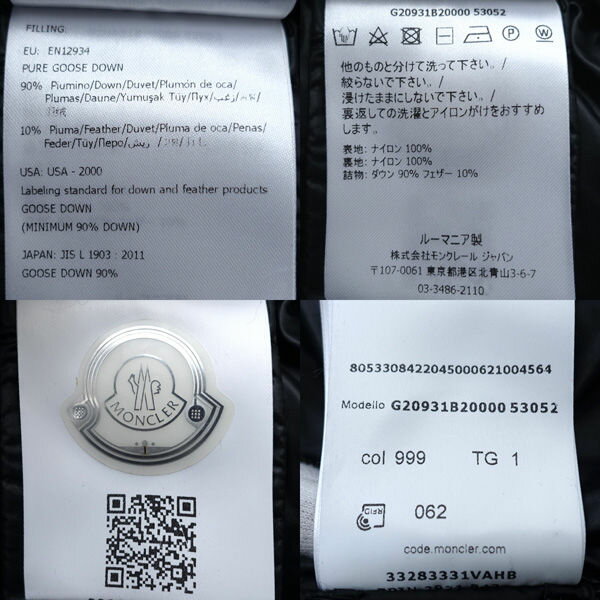 FILLING:
EU: EN12934
PURE GOOSE DOWN
90% Piumino/Down/Duvet/Plumón de oca/
Plumas/Daune/Yumuşak Tüy/Пух/زغب/
10% Piuma/Feather/Duvet/Pluma de oca/Penas/
Feder/Tüy/Перо/ريش/
USA: USA - 2000
Labeling standard for down and feather products
GOOSE DOWN
(MINIMUM 90% DOWN)
JAPAN: JIS L 1903 : 2011
GOOSE DOWN 90%
G20931B20000 53052
他のものと分けて洗って下さい。/
絞らないで下さい。/
浸けたままにしないで下さい。/
裏返しての洗濯とアイロンがけをおすすめ
します。/
表地: ナイロン 100%
裏地: ナイロン 100%
詰物: ダウン 90% フェザー 10%
ルーマニア製
株式会社モンクレール ジャパン
〒107-0061 東京都港区北青山3-6-7
03-3486-2110
MONCLER
1
8053308422045000621004564
Modello G20931B20000 53052
col 999 TG 1
RFID 062
code.moncler.com
33283331VAHB